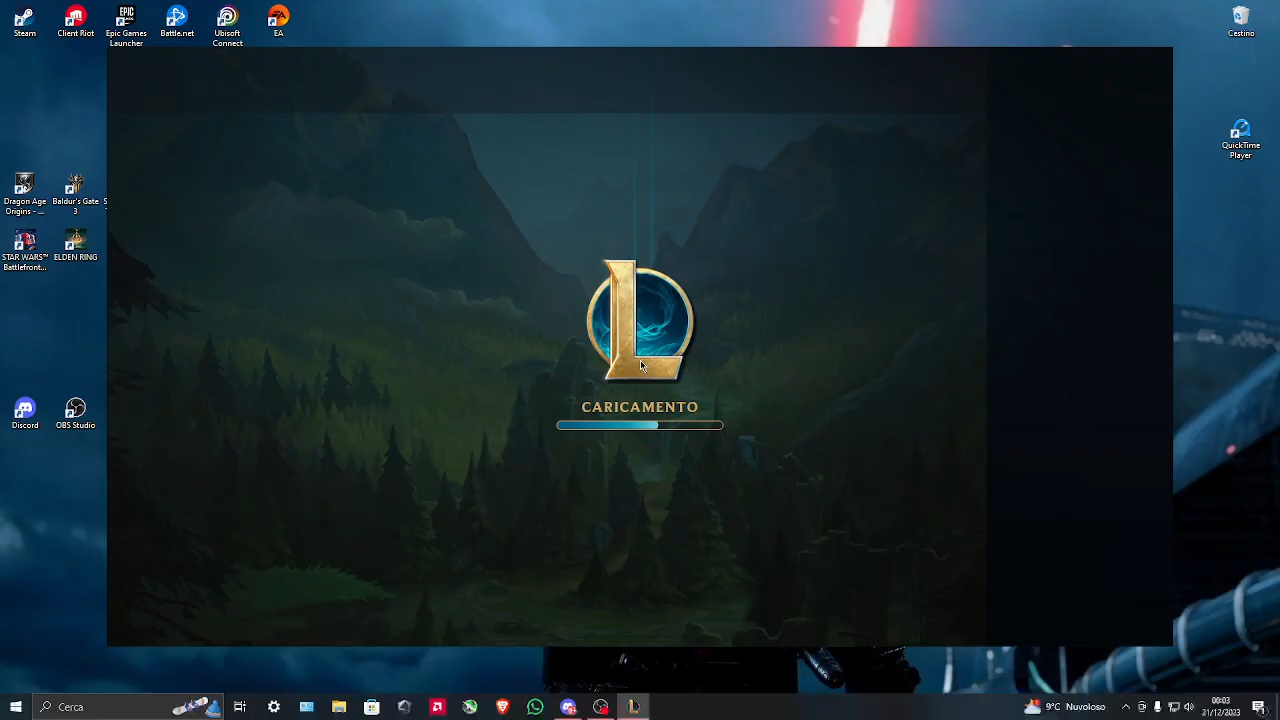 Steam
Client Riot
Epic Games
Launcher
Battle.net
Ubisoft
Connect
EA
Cestino
QuickTime
Player
Dragon Age
Origins - ...
Baldur's Gate
3
STAR WARS™
Battlefront...
ELDEN RING
Discord
OBS Studio
CARICAMENTO
Cerca
9°C Nuvoloso
00:03
21/12/2023